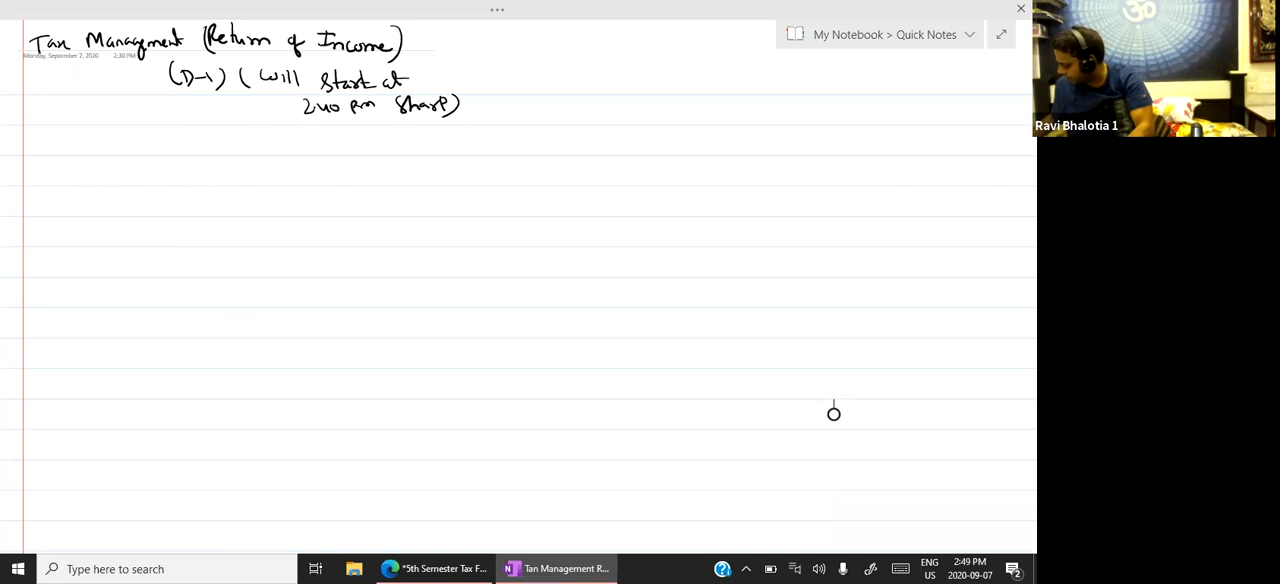 Tax Management (Return of Income)
Monday, September 7, 2020 2:30 PM
(D-1) (Will Start at
2:40 pm Sharp)
My Notebook > Quick Notes
Ravi Bhalotia 1
Type here to search
*5th Semester Tax F...
Tan Management R...
ENG
US
2:49 PM
2020-09-07
2